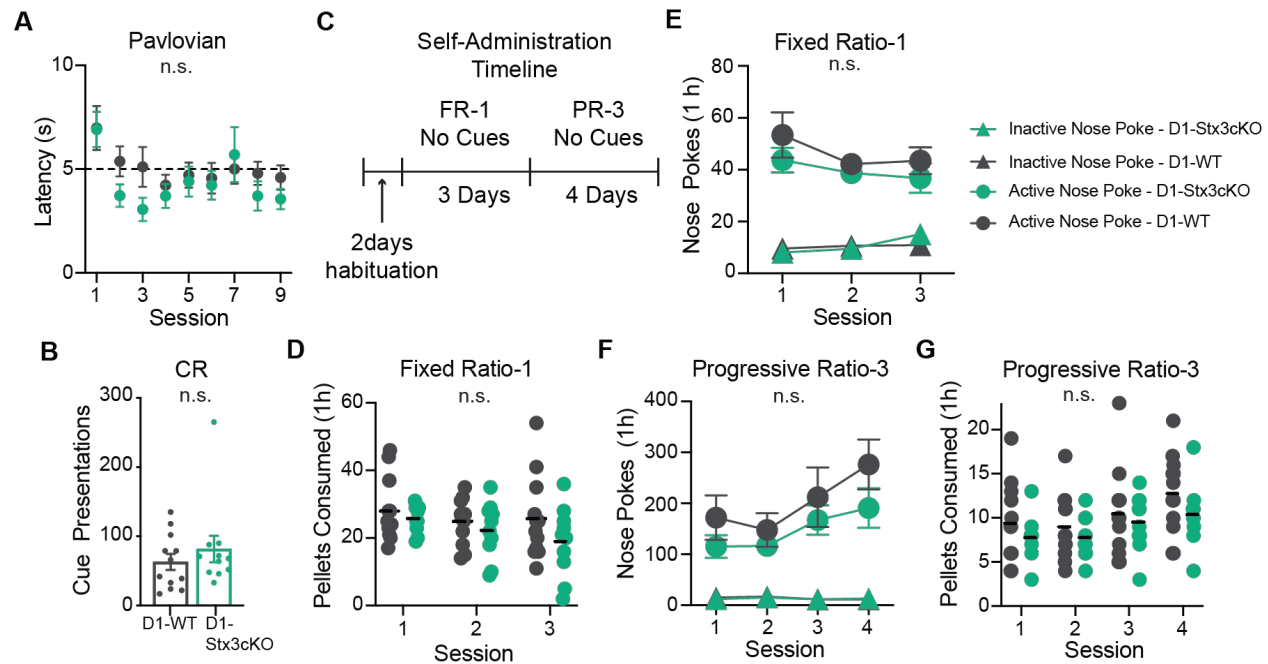 A
Pavlovian
n.s.
10
5
0
Latency (s)
1
3
5
7
9
Session
C
Self-Administration
Timeline
FR-1
No Cues
PR-3
No Cues
3 Days
4 Days
2days
habituation
E
Fixed Ratio-1
n.s.
80
60
40
20
0
Nose Pokes (1 h)
1
2
3
Session
Inactive Nose Poke - D1-Stx3cKO
Inactive Nose Poke - D1-WT
Active Nose Poke - D1-Stx3cKO
Active Nose Poke - D1-WT
B
CR
n.s.
300
200
100
0
Cue Presentations
D1-WT
D1-
Stx3cKO
D
Fixed Ratio-1
n.s.
60
40
20
0
Pellets Consumed (1h)
1
2
3
Session
F
Progressive Ratio-3
n.s.
400
300
200
100
0
Nose Pokes (1h)
1
2
3
4
Session
G
Progressive Ratio-3
n.s.
20
15
10
5
0
Pellets Consumed (1h)
1
2
3
4
Session